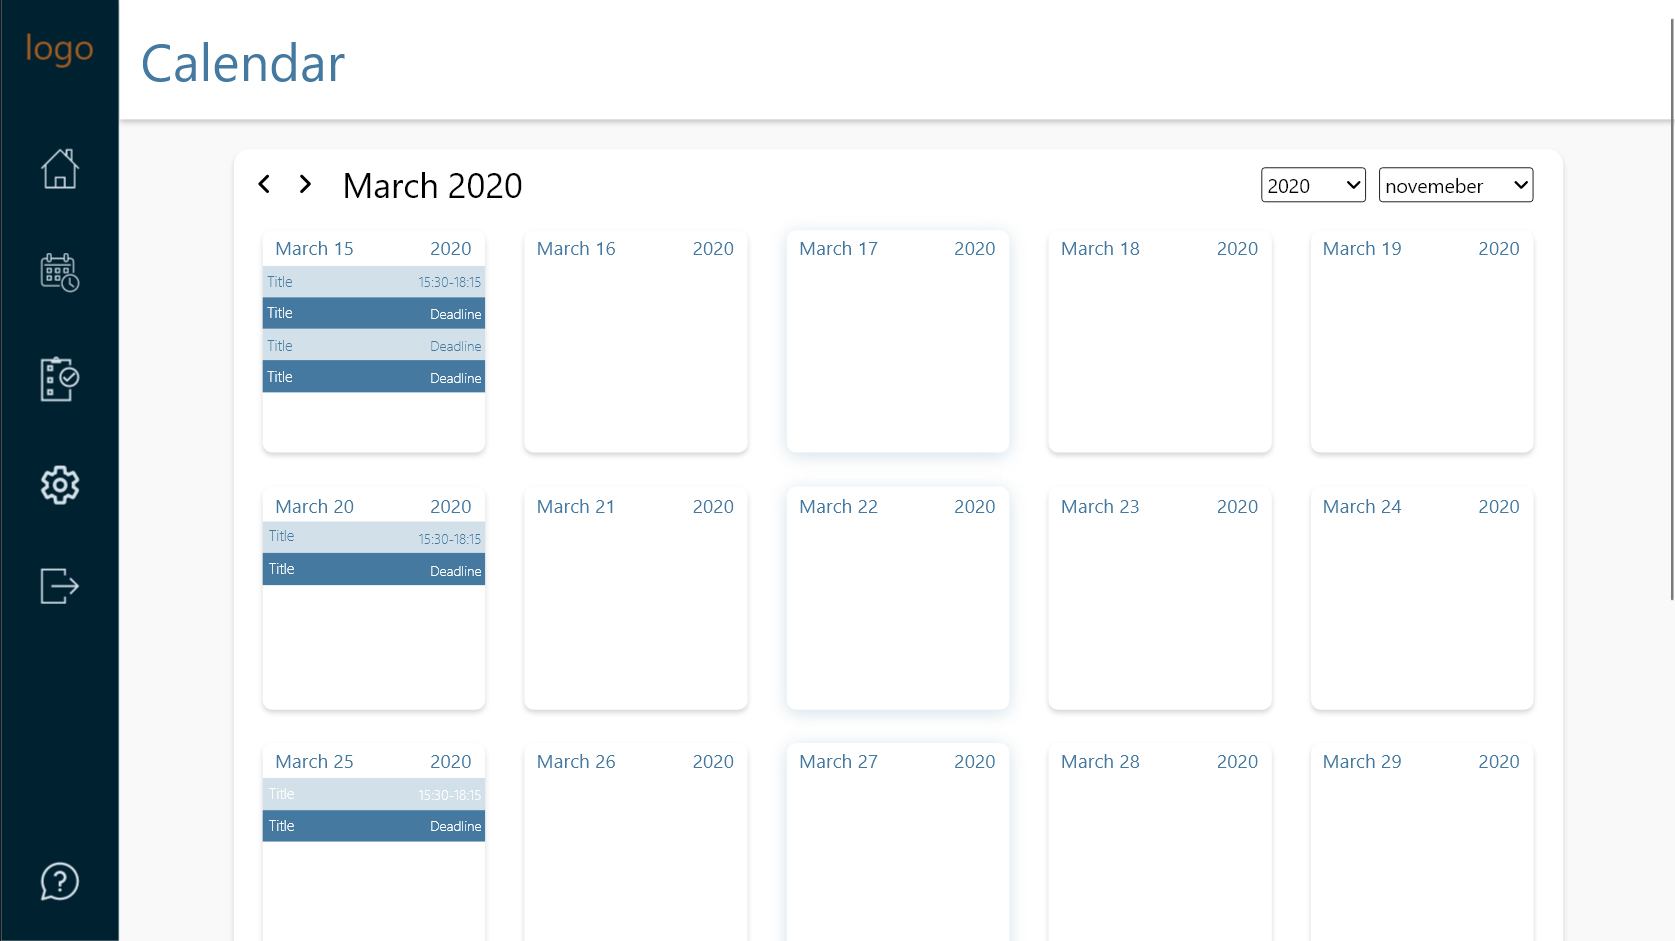 logo
Calendar
March 2020
2020 novemeber
March 15 2020
Title 15:30-18:15
Title Deadline
Title Deadline
Title Deadline
March 16 2020
March 17 2020
March 18 2020
March 19 2020
March 20 2020
Title 15:30-18:15
Title Deadline
March 21 2020
March 22 2020
March 23 2020
March 24 2020
March 25 2020
Title 15:30-18:15
Title Deadline
March 26 2020
March 27 2020
March 28 2020
March 29 2020
?